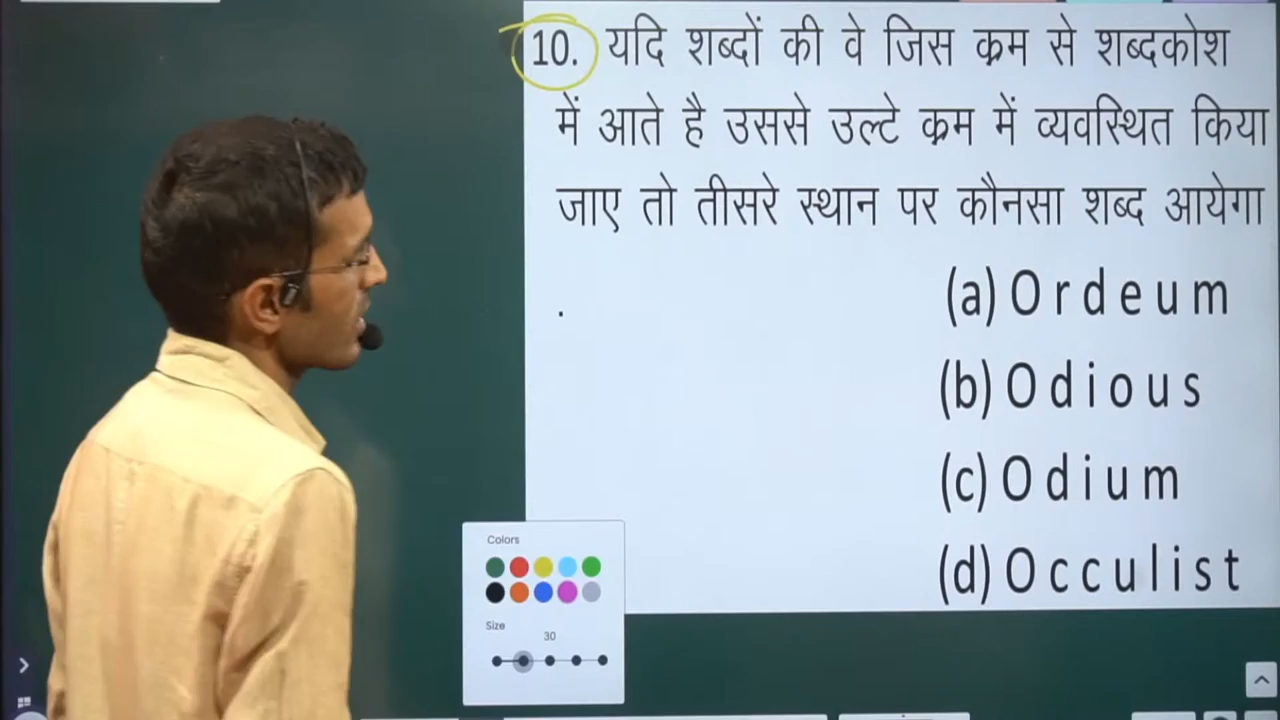 10. यदि शब्दों की वे जिस क्रम से शब्दकोश
में आते है उससे उल्टे क्रम में व्यवस्थित किया
जाए तो तीसरे स्थान पर कौनसा शब्द आयेगा
.
(a) Ordeum
(b) Odious
(c) Odium
(d) Occulist
Colors
Size
30